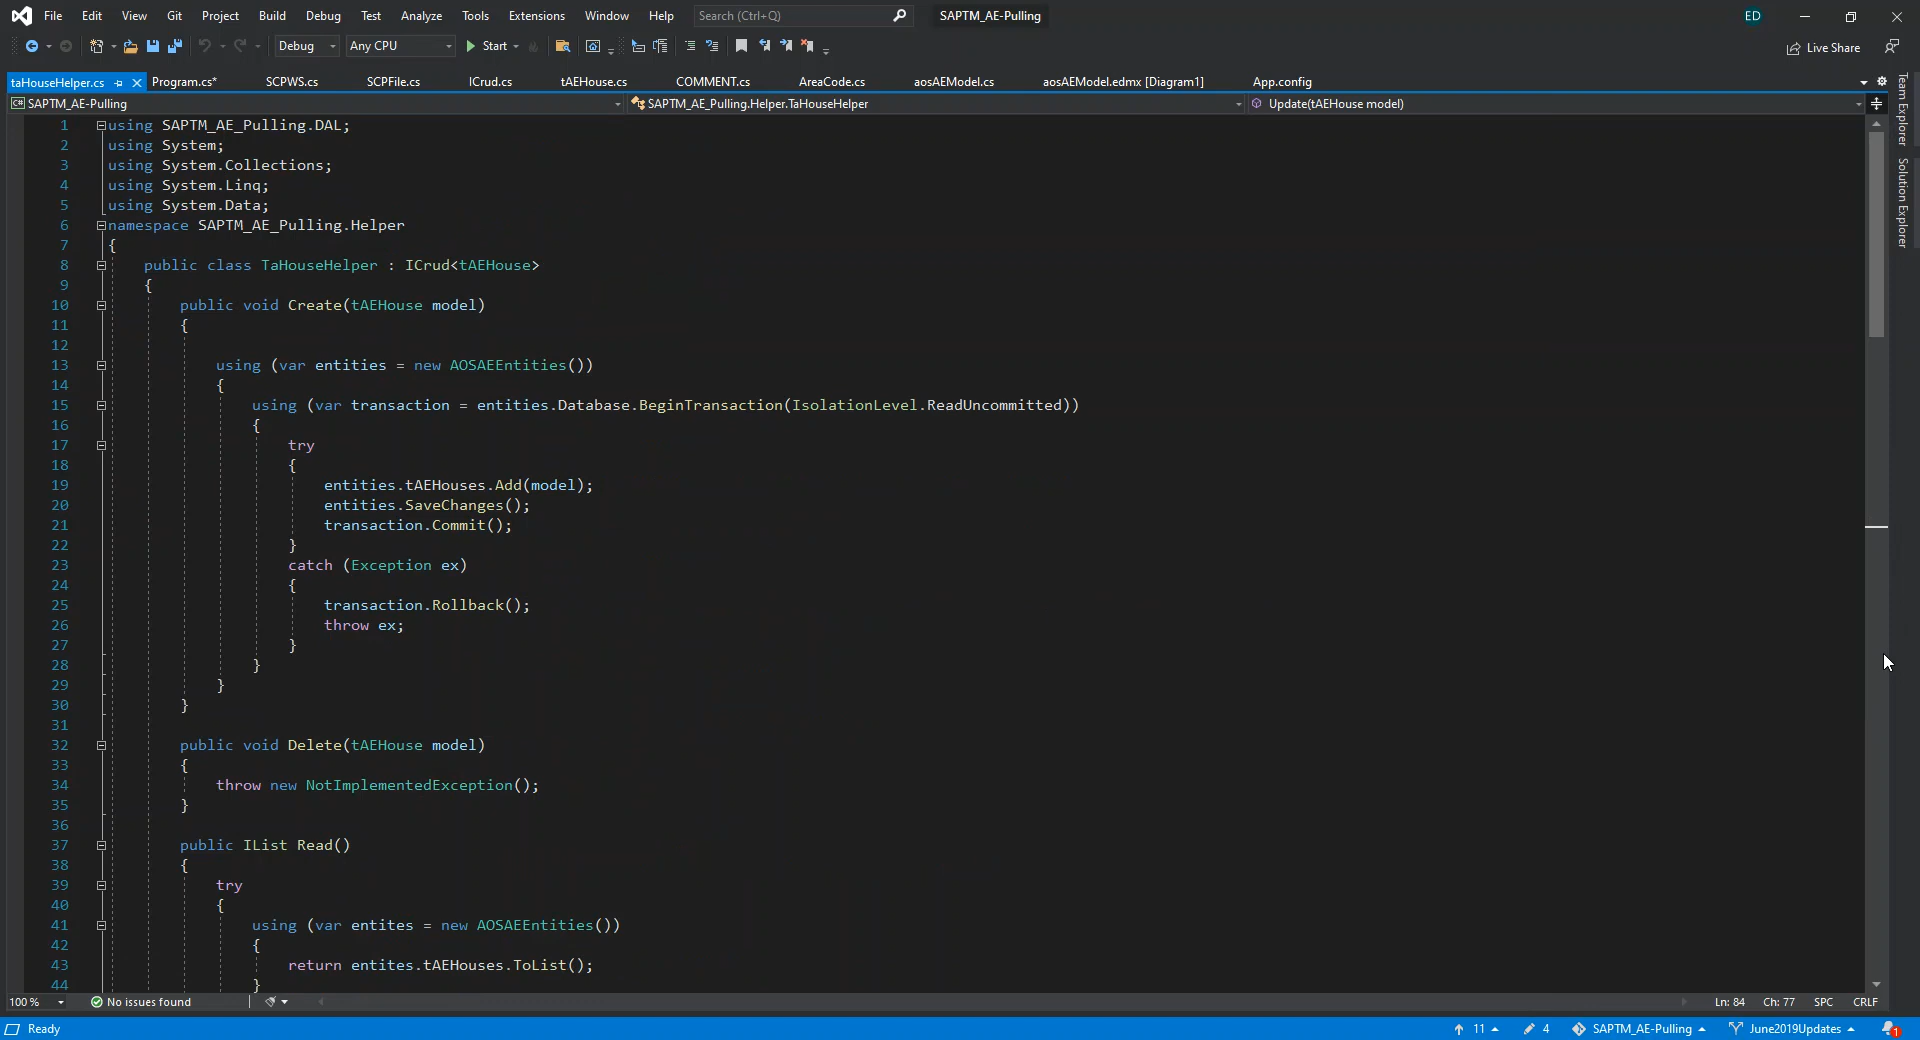 File Edit View Git Project Build Debug Test Analyze Tools Extensions Window Help Search (Ctrl+Q) SAPTM_AE-Pulling ED
Debug Any CPU Start Live Share
taHouseHelper.cs Program.cs* SCPWS.cs SCPFile.cs ICrud.cs tAEHouse.cs COMMENT.cs AreaCode.cs aosAEModel.cs aosAEModel.edmx [Diagram1] App.config
C# SAPTM_AE-Pulling SAPTM_AE_Pulling.Helper.TaHouseHelper Update(tAEHouse model)
Team Explorer
Solution Explorer
1 using SAPTM_AE_Pulling.DAL;
2 using System;
3 using System.Collections;
4 using System.Linq;
5 using System.Data;
6 namespace SAPTM_AE_Pulling.Helper
7 {
8 public class TaHouseHelper : ICrud<tAEHouse>
9 {
10 public void Create(tAEHouse model)
11 {
12
13 using (var entities = new AOSAEEntities())
14 {
15 using (var transaction = entities.Database.BeginTransaction(IsolationLevel.ReadUncommitted))
16 {
17 try
18 {
19 entities.tAEHouses.Add(model);
20 entities.SaveChanges();
21 transaction.Commit();
22 }
23 catch (Exception ex)
24 {
25 transaction.Rollback();
26 throw ex;
27 }
28 }
29 }
30 }
31
32 public void Delete(tAEHouse model)
33 {
34 throw new NotImplementedException();
35 }
36
37 public IList Read()
38 {
39 try
40 {
41 using (var entites = new AOSAEEntities())
42 {
43 return entites.tAEHouses.ToList();
44 }
100 % No issues found Ln: 84 Ch: 77 SPC CRLF
Ready 11 4 SAPTM_AE-Pulling June2019Updates 1